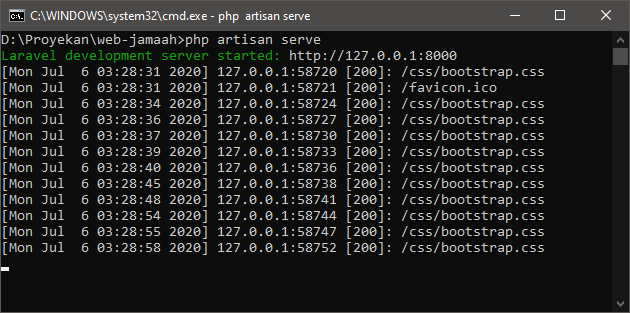 C:\WINDOWS\system32\cmd.exe - php  artisan serve
D:\Proyekan\web-jamaah>php artisan serve
Laravel development server started: http://127.0.0.1:8000
[Mon Jul  6 03:28:31 2020] 127.0.0.1:58720 [200]: /css/bootstrap.css
[Mon Jul  6 03:28:31 2020] 127.0.0.1:58721 [200]: /favicon.ico
[Mon Jul  6 03:28:34 2020] 127.0.0.1:58724 [200]: /css/bootstrap.css
[Mon Jul  6 03:28:36 2020] 127.0.0.1:58727 [200]: /css/bootstrap.css
[Mon Jul  6 03:28:37 2020] 127.0.0.1:58730 [200]: /css/bootstrap.css
[Mon Jul  6 03:28:39 2020] 127.0.0.1:58733 [200]: /css/bootstrap.css
[Mon Jul  6 03:28:40 2020] 127.0.0.1:58736 [200]: /css/bootstrap.css
[Mon Jul  6 03:28:45 2020] 127.0.0.1:58738 [200]: /css/bootstrap.css
[Mon Jul  6 03:28:48 2020] 127.0.0.1:58741 [200]: /css/bootstrap.css
[Mon Jul  6 03:28:54 2020] 127.0.0.1:58744 [200]: /css/bootstrap.css
[Mon Jul  6 03:28:55 2020] 127.0.0.1:58747 [200]: /css/bootstrap.css
[Mon Jul  6 03:28:58 2020] 127.0.0.1:58752 [200]: /css/bootstrap.css